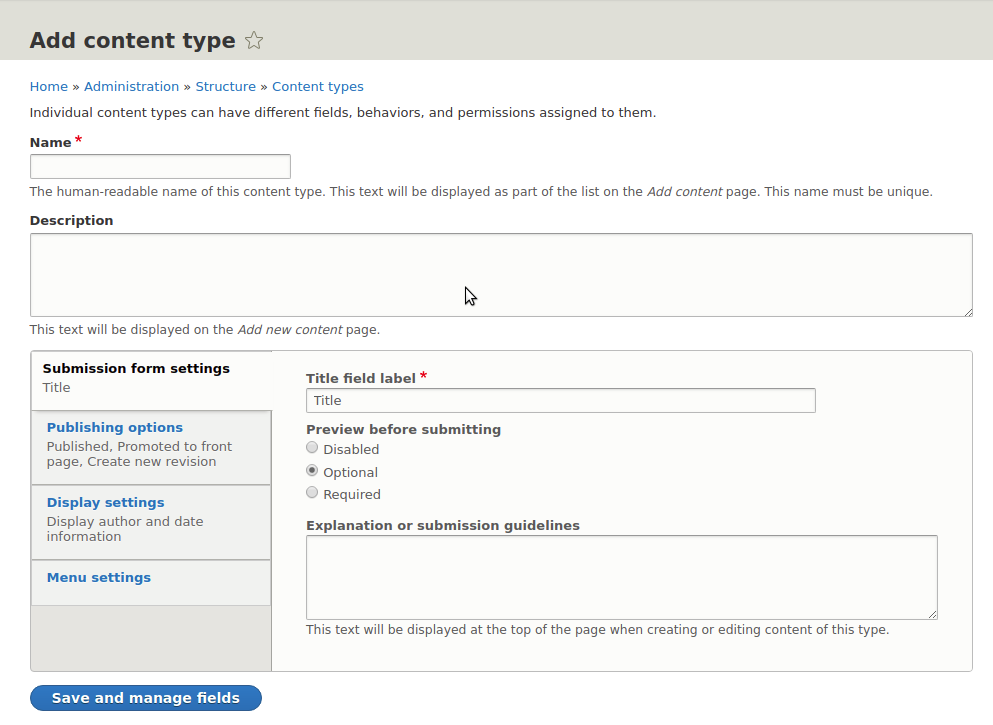 Add content type
Home » Administration » Structure » Content types
Individual content types can have different fields, behaviors, and permissions assigned to them.
Name *
The human-readable name of this content type. This text will be displayed as part of the list on the Add content page. This name must be unique.
Description
This text will be displayed on the Add new content page.
Submission form settings
Title
Publishing options
Published, Promoted to front
page, Create new revision
Display settings
Display author and date
information
Menu settings
Title field label *
Title
Preview before submitting
Disabled
Optional
Required
Explanation or submission guidelines
This text will be displayed at the top of the page when creating or editing content of this type.
Save and manage fields